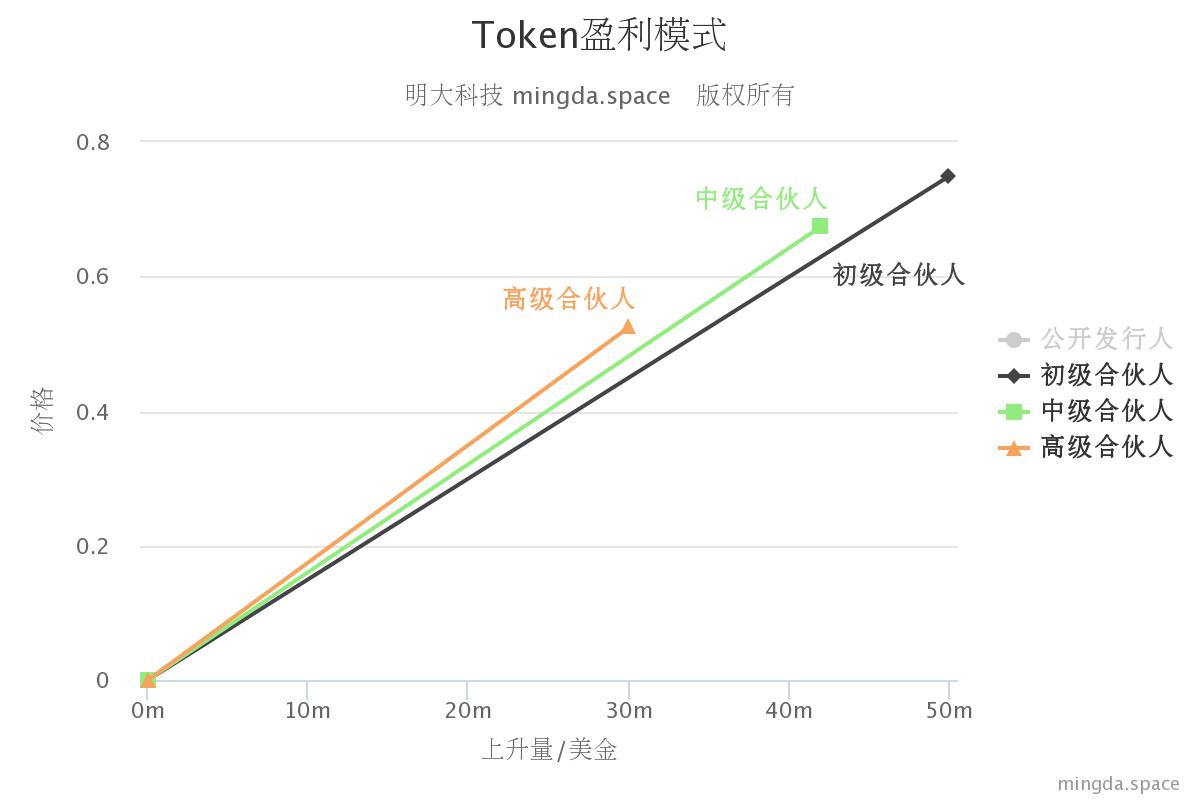 Token盈利模式
明大科技 mingda.space 版权所有
0.8
0.6
0.4
0.2
0
价格
中级合伙人
高级合伙人
初级合伙人
公开发行人
初级合伙人
中级合伙人
高级合伙人
0m 10m 20m 30m 40m 50m
上升量/美金
mingda.space